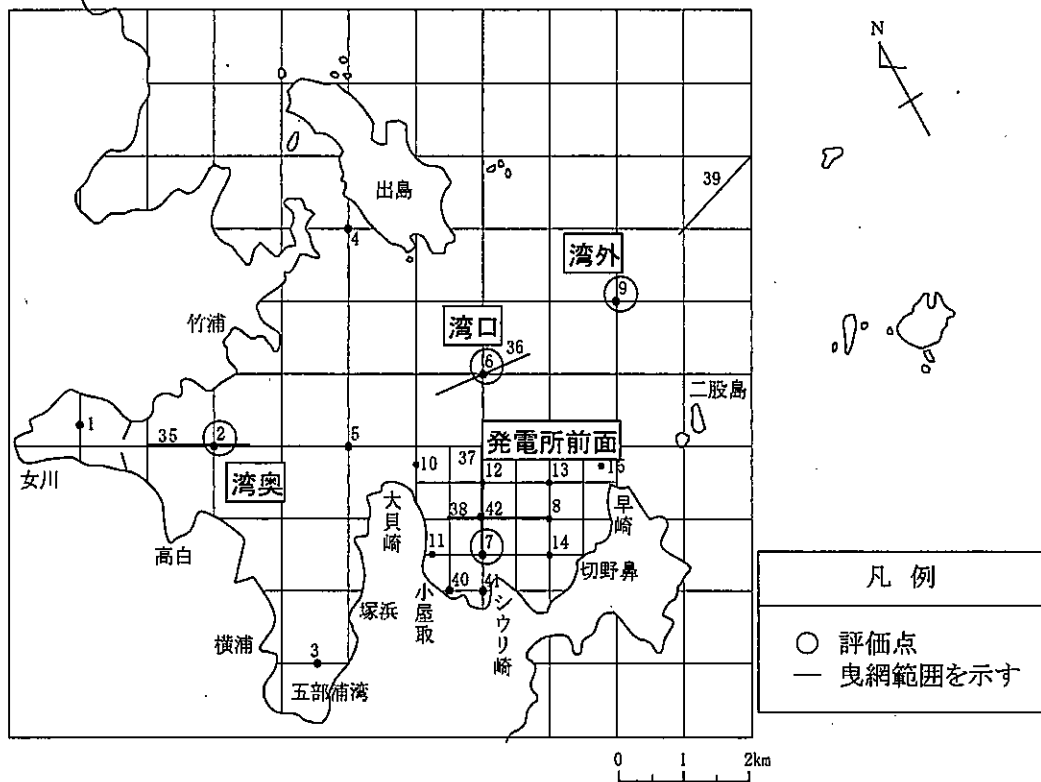 N
出島
39
4
湾外
9
竹浦
湾口
36
6
二股島
1
35
2
5
発電所前面
女川
湾奥
10
37
12
13
15
大貝崎
38
42
8
早崎
高白
11
7
14
切野鼻
凡 例
40
41
小屋取
シウリ崎
塚浜
横浦
3
五部浦湾
○ 評価点
― 曳網範囲を示す
0 1 2km